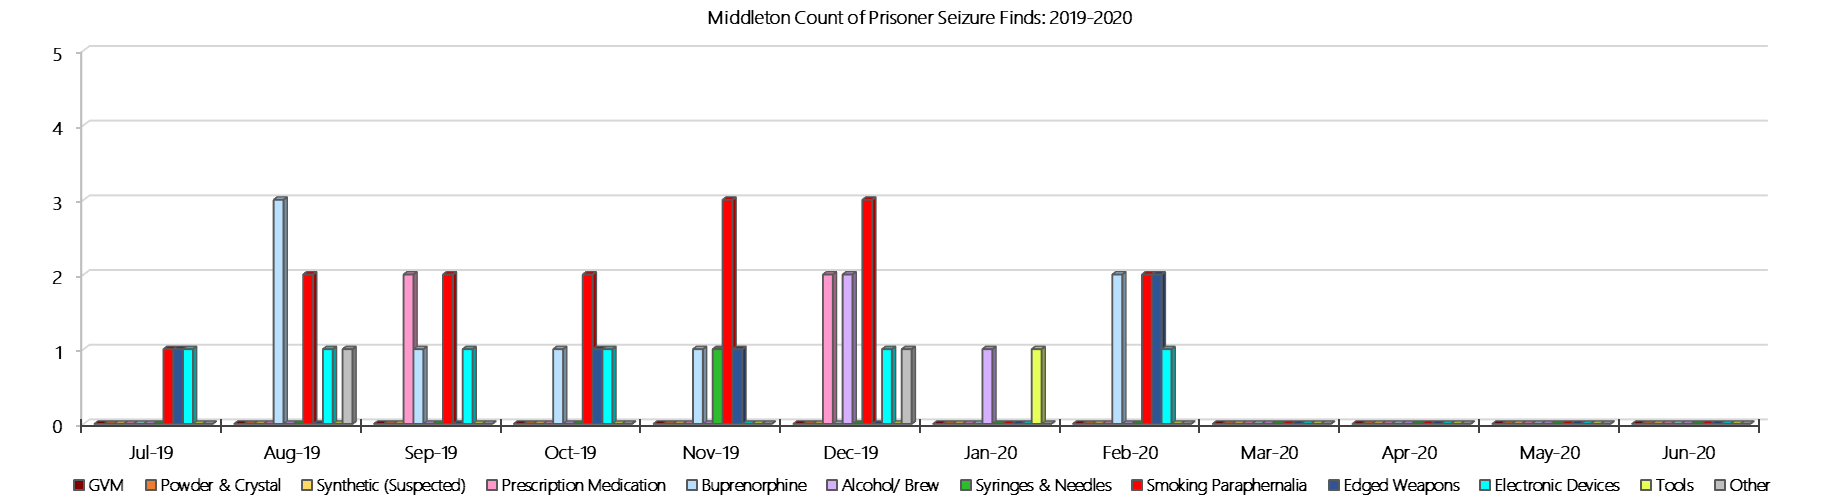 Middleton Count of Prisoner Seizure Finds: 2019-2020
5
4
3
2
1
0
Jul-19 Aug-19 Sep-19 Oct-19 Nov-19 Dec-19 Jan-20 Feb-20 Mar-20 Apr-20 May-20 Jun-20
GVM Powder & Crystal Synthetic (Suspected) Prescription Medication Buprenorphine Alcohol/ Brew Syringes & Needles Smoking Paraphernalia Edged Weapons Electronic Devices Tools Other